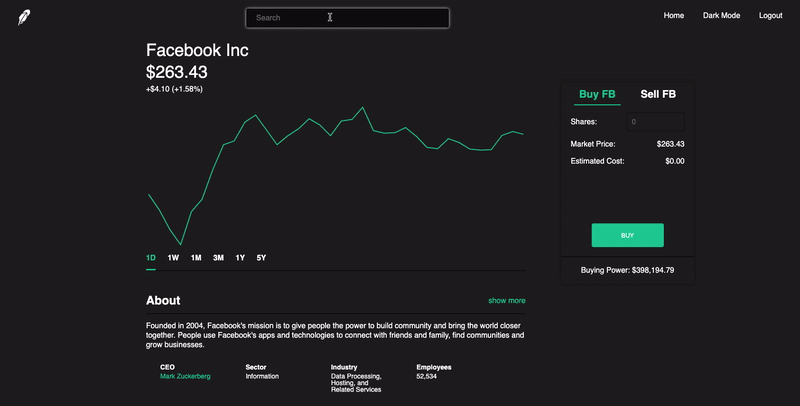 Search
Home Dark Mode Logout
Facebook Inc
$263.43
+$4.10 (+1.58%)
1D 1W 1M 3M 1Y 5Y
Buy FB Sell FB
Shares: 0
Market Price: $263.43
Estimated Cost: $0.00
BUY
Buying Power: $398,194.79
About show more
Founded in 2004, Facebook's mission is to give people the power to build community and bring the world closer
together. People use Facebook's apps and technologies to connect with friends and family, find communities and
grow businesses.
CEO Sector Industry Employees
Mark Zuckerberg Information Data Processing, 52,534
Hosting, and
Related Services